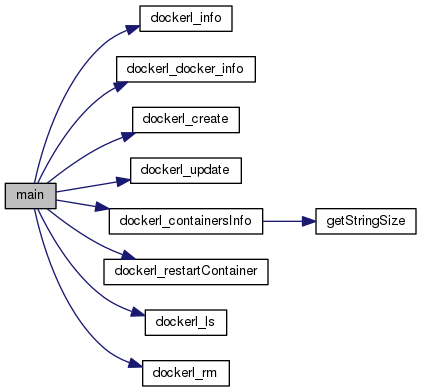 dockerl_info
dockerl_docker_info
dockerl_create
dockerl_update
main
dockerl_containersInfo
getStringSize
dockerl_restartContainer
dockerl_ls
dockerl_rm